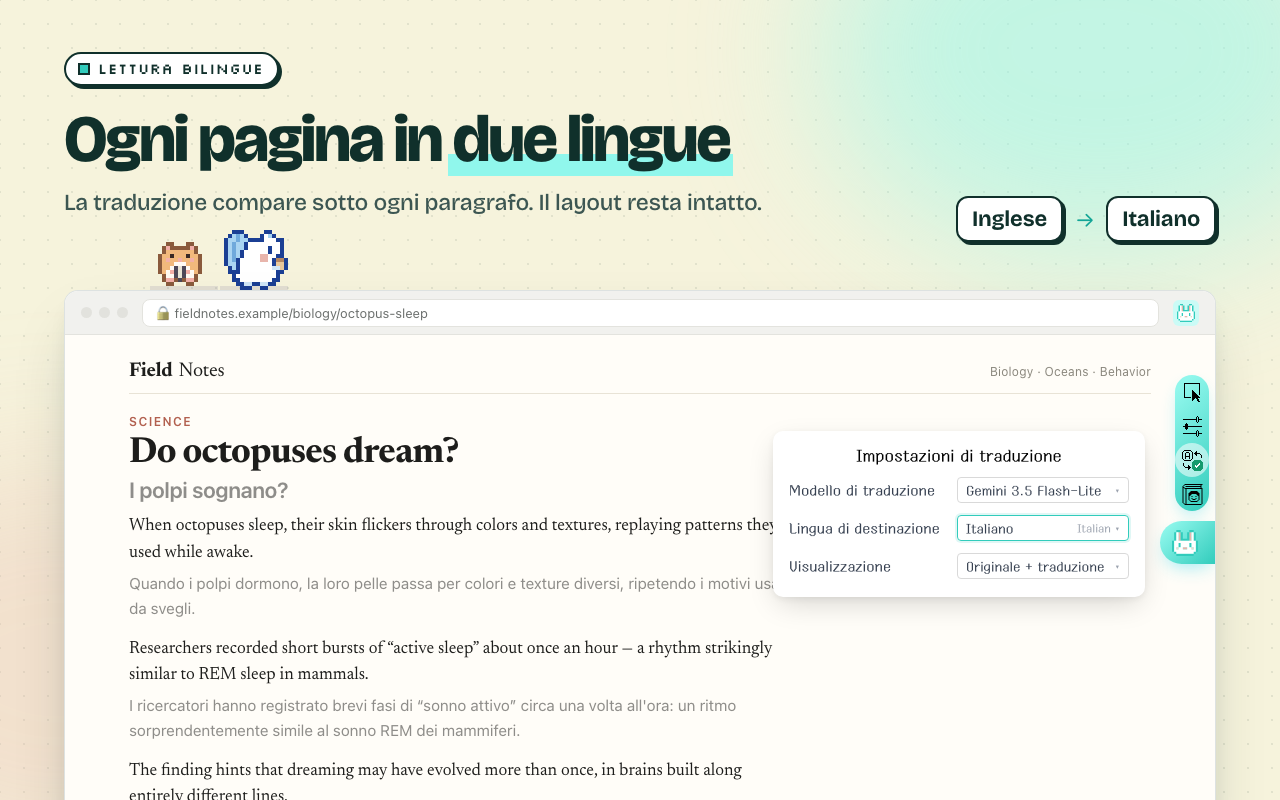 LETTURA BILINGUE
Ogni pagina in due lingue
La traduzione compare sotto ogni paragrafo. Il layout resta intatto.
Inglese → Italiano
fieldnotes.example/biology/octopus-sleep
Field Notes
Biology · Oceans · Behavior
SCIENCE
Do octopuses dream?
I polpi sognano?
When octopuses sleep, their skin flickers through colors and textures, replaying patterns they
used while awake.
Quando i polpi dormono, la loro pelle passa per colori e texture diversi, ripetendo i motivi
da svegli.
Researchers recorded short bursts of “active sleep” about once an hour — a rhythm strikingly
similar to REM sleep in mammals.
I ricercatori hanno registrato brevi fasi di “sonno attivo” circa una volta all'ora: un ritmo
sorprendentemente simile al sonno REM dei mammiferi.
The finding hints that dreaming may have evolved more than once, in brains built along
entirely different lines.
Impostazioni di traduzione
Modello di traduzione Gemini 3.5 Flash-Lite
Lingua di destinazione Italiano Italian
Visualizzazione Originale + traduzione